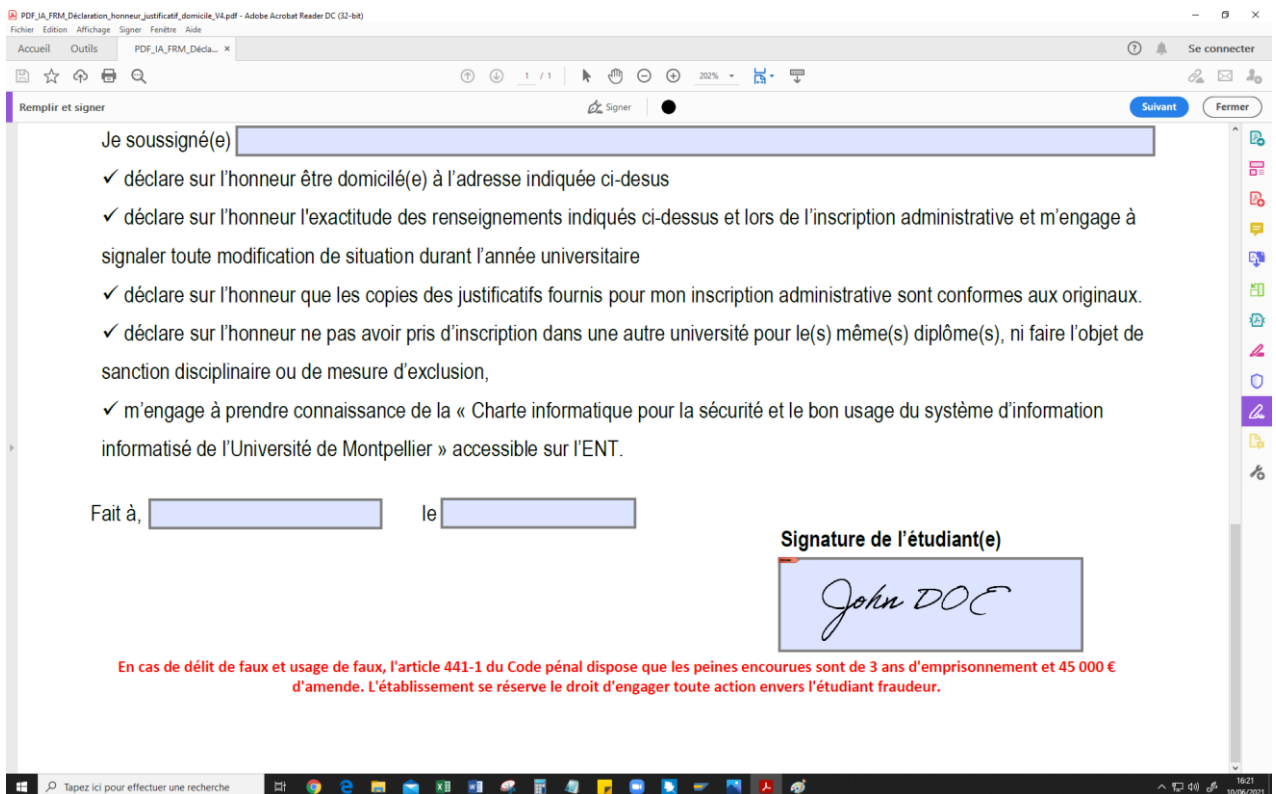 PDF_IA_FRM_Déclaration_honneur_justificatif_domicile_V4.pdf - Adobe Acrobat Reader DC (32-bit)
Fichier Edition Affichage Signer Fenêtre Aide
Accueil Outils PDF_IA_FRM_Décla... × Se connecter
1 / 1 202%
Remplir et signer Signer Suivant Fermer
Je soussigné(e)
✓ déclare sur l'honneur être domicilé(e) à l'adresse indiquée ci-desus
✓ déclare sur l'honneur l'exactitude des renseignements indiqués ci-dessus et lors de l'inscription administrative et m'engage à
signaler toute modification de situation durant l'année universitaire
✓ déclare sur l'honneur que les copies des justificatifs fournis pour mon inscription administrative sont conformes aux originaux.
✓ déclare sur l'honneur ne pas avoir pris d'inscription dans une autre université pour le(s) même(s) diplôme(s), ni faire l'objet de
sanction disciplinaire ou de mesure d'exclusion,
✓ m'engage à prendre connaissance de la « Charte informatique pour la sécurité et le bon usage du système d'information
informatisé de l'Université de Montpellier » accessible sur l'ENT.
Fait à, le
Signature de l'étudiant(e)
John DOE
En cas de délit de faux et usage de faux, l'article 441-1 du Code pénal dispose que les peines encourues sont de 3 ans d'emprisonnement et 45 000 €
d'amende. L'établissement se réserve le droit d'engager toute action envers l'étudiant fraudeur.
Tapez ici pour effectuer une recherche
16:21
10/06/2021